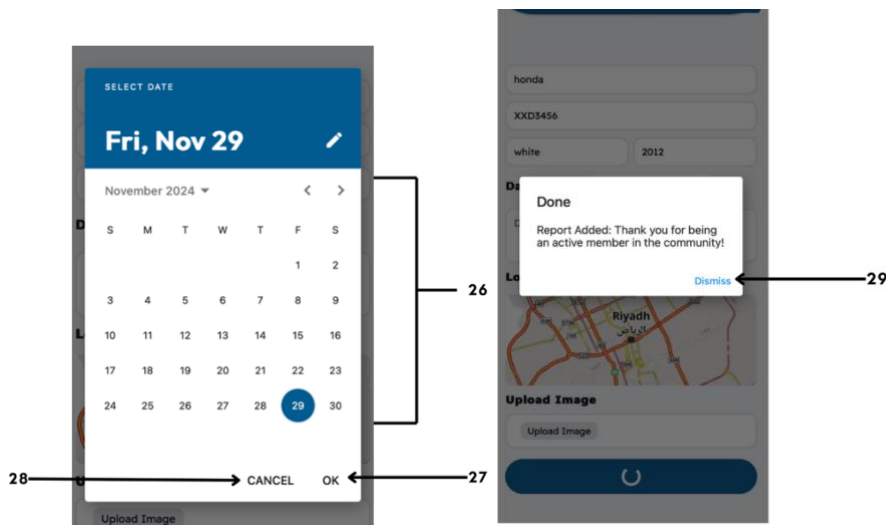 SELECT DATE
Fri, Nov 29
November 2024
S M T W T F S
1 2
3 4 5 6 7 8 9
10 11 12 13 14 15 16
17 18 19 20 21 22 23
24 25 26 27 28 29 30
CANCEL OK
D
L
U
Upload Image
26
28
27
honda
XXD3456
white 2012
Da
D
Done
Report Added: Thank you for being
an active member in the community!
Dismiss
29
Lo
Riyadh
الرياض
Upload Image
Upload Image